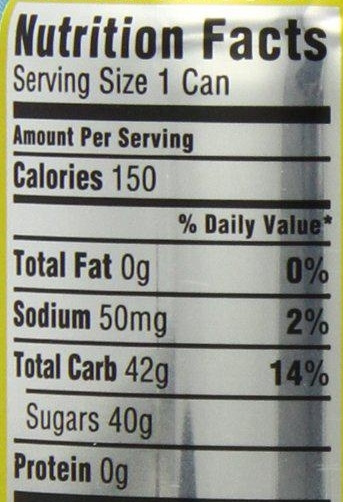 Nutrition Facts
Serving Size 1 Can
Amount Per Serving
Calories 150
% Daily Value*
Total Fat 0g 0%
Sodium 50mg 2%
Total Carb 42g 14%
Sugars 40g
Protein 0g